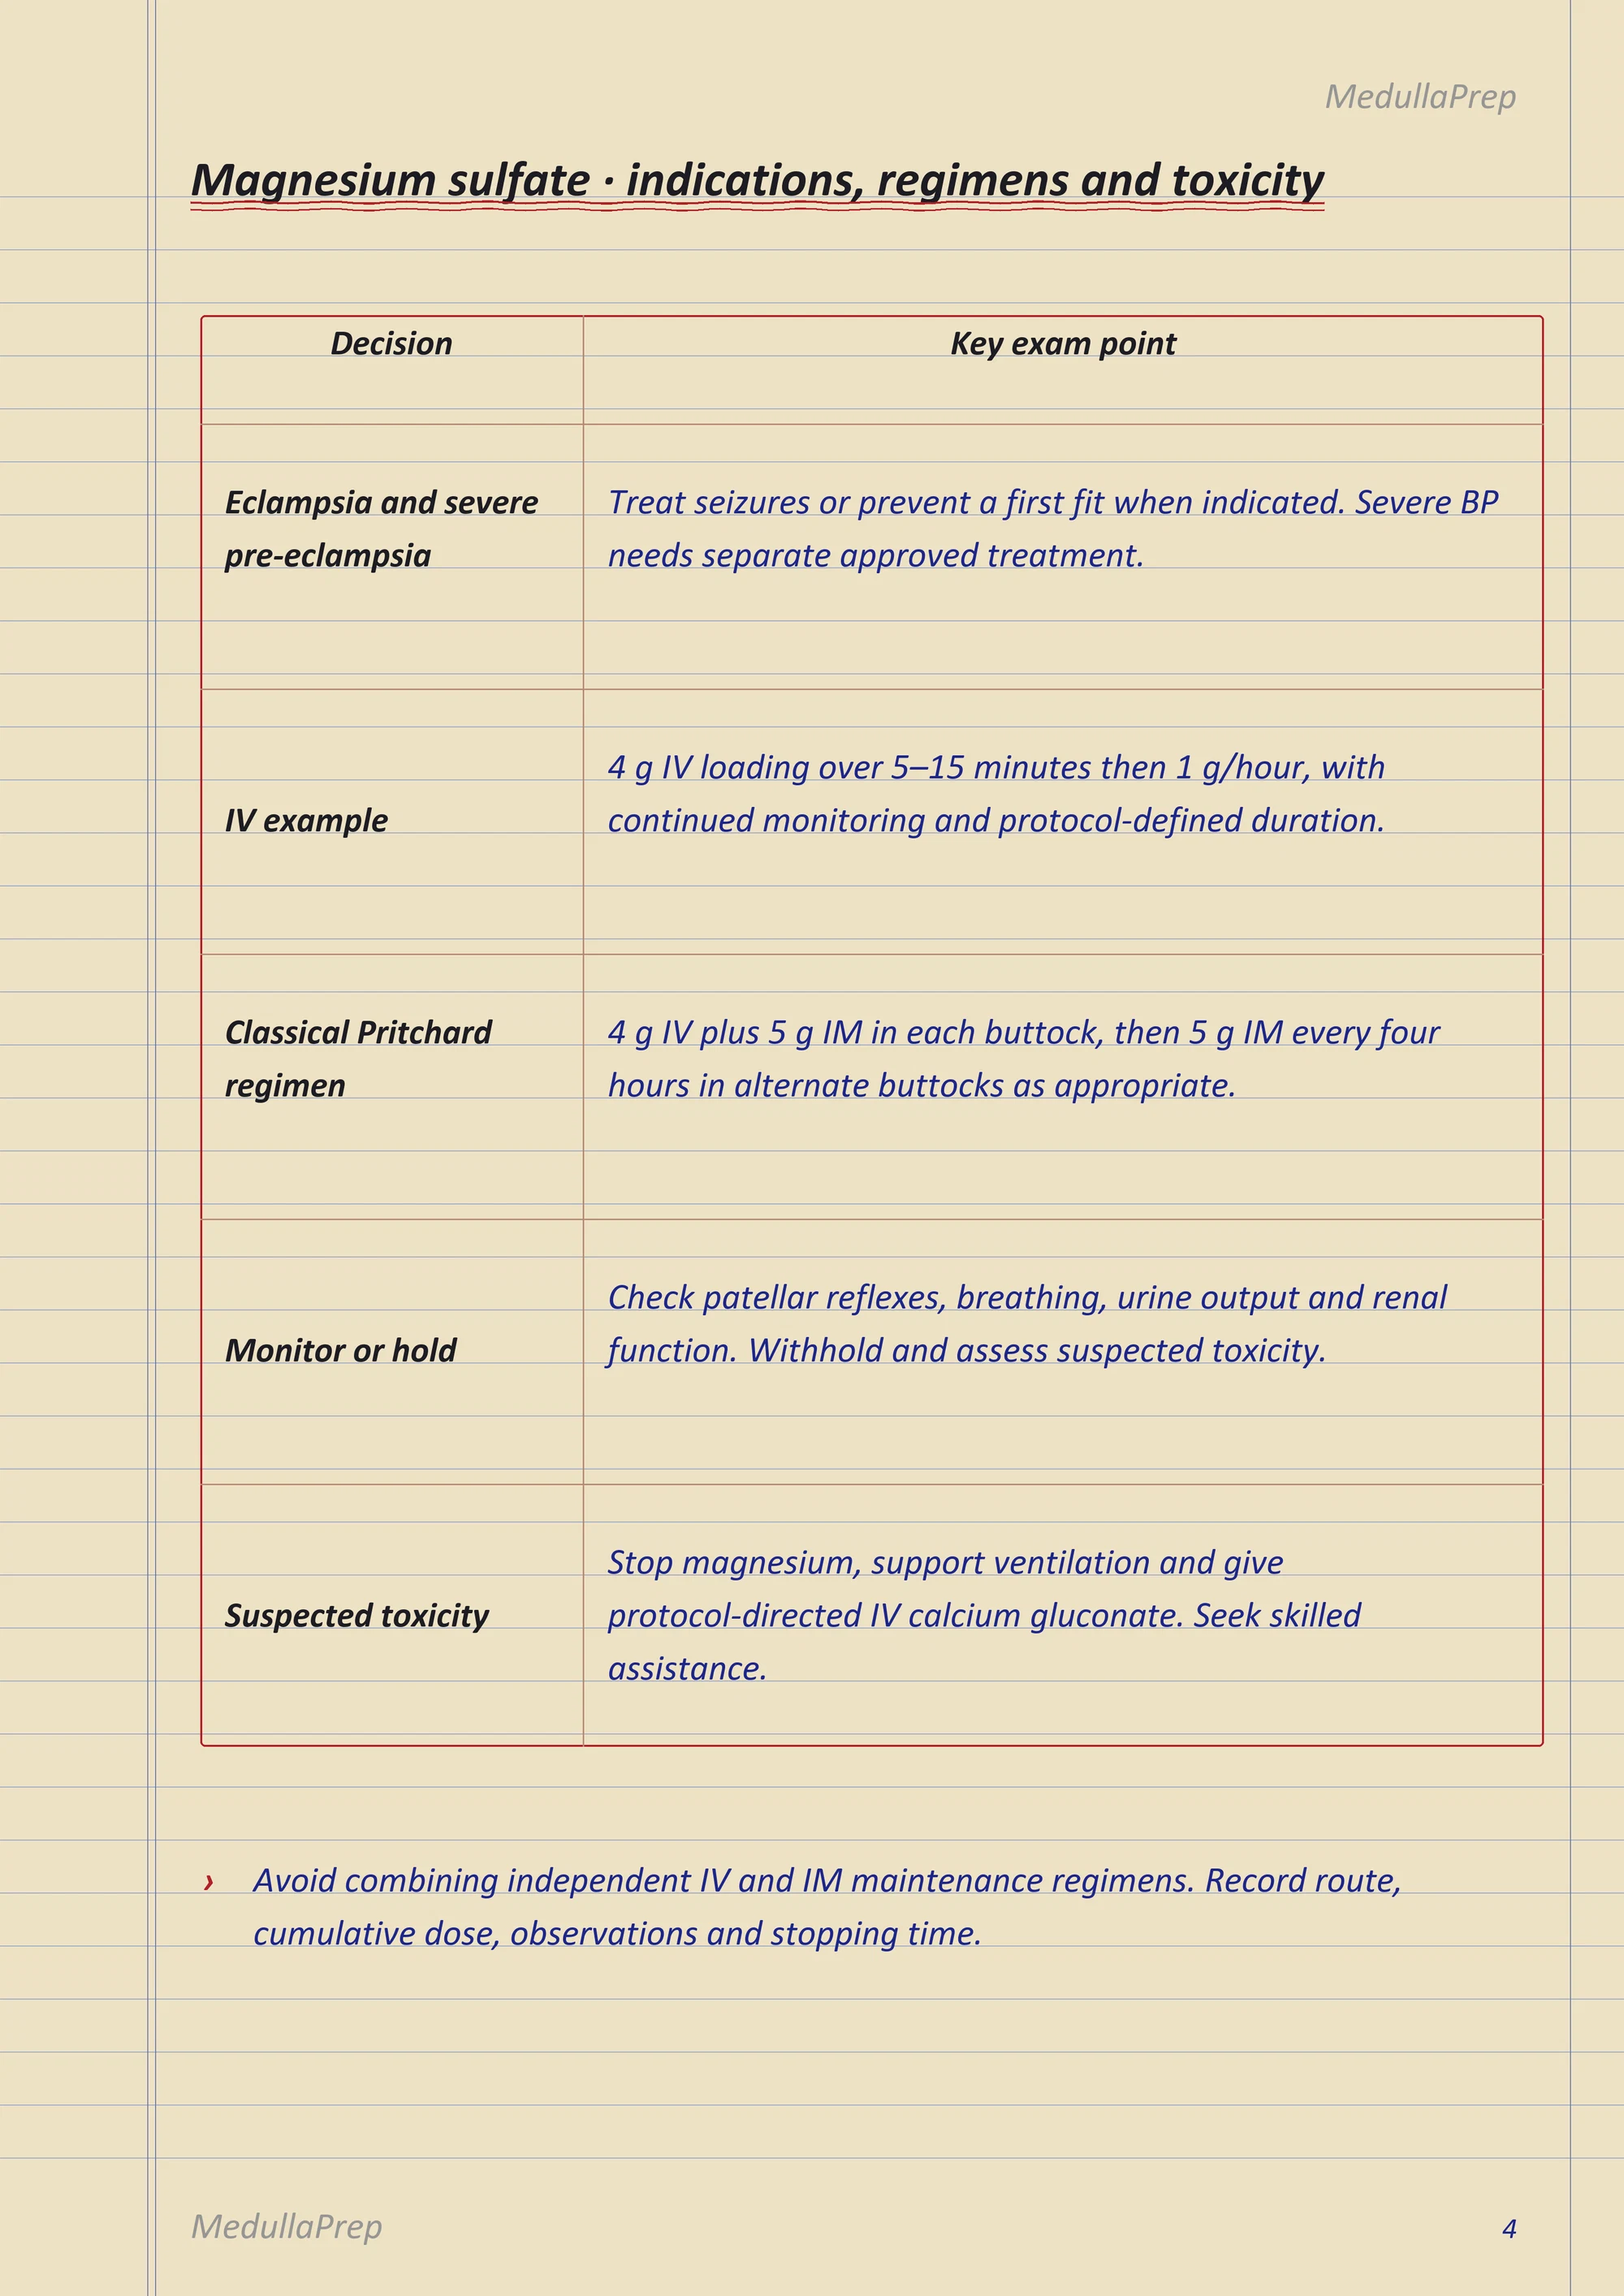 MedullaPrep
Magnesium sulfate · indications, regimens and toxicity
Decision
Key exam point
Eclampsia and severe
pre-eclampsia
Treat seizures or prevent a first fit when indicated. Severe BP
needs separate approved treatment.
IV example
4 g IV loading over 5–15 minutes then 1 g/hour, with
continued monitoring and protocol-defined duration.
Classical Pritchard
regimen
4 g IV plus 5 g IM in each buttock, then 5 g IM every four
hours in alternate buttocks as appropriate.
Monitor or hold
Check patellar reflexes, breathing, urine output and renal
function. Withhold and assess suspected toxicity.
Suspected toxicity
Stop magnesium, support ventilation and give
protocol-directed IV calcium gluconate. Seek skilled
assistance.
› Avoid combining independent IV and IM maintenance regimens. Record route,
cumulative dose, observations and stopping time.
MedullaPrep
4